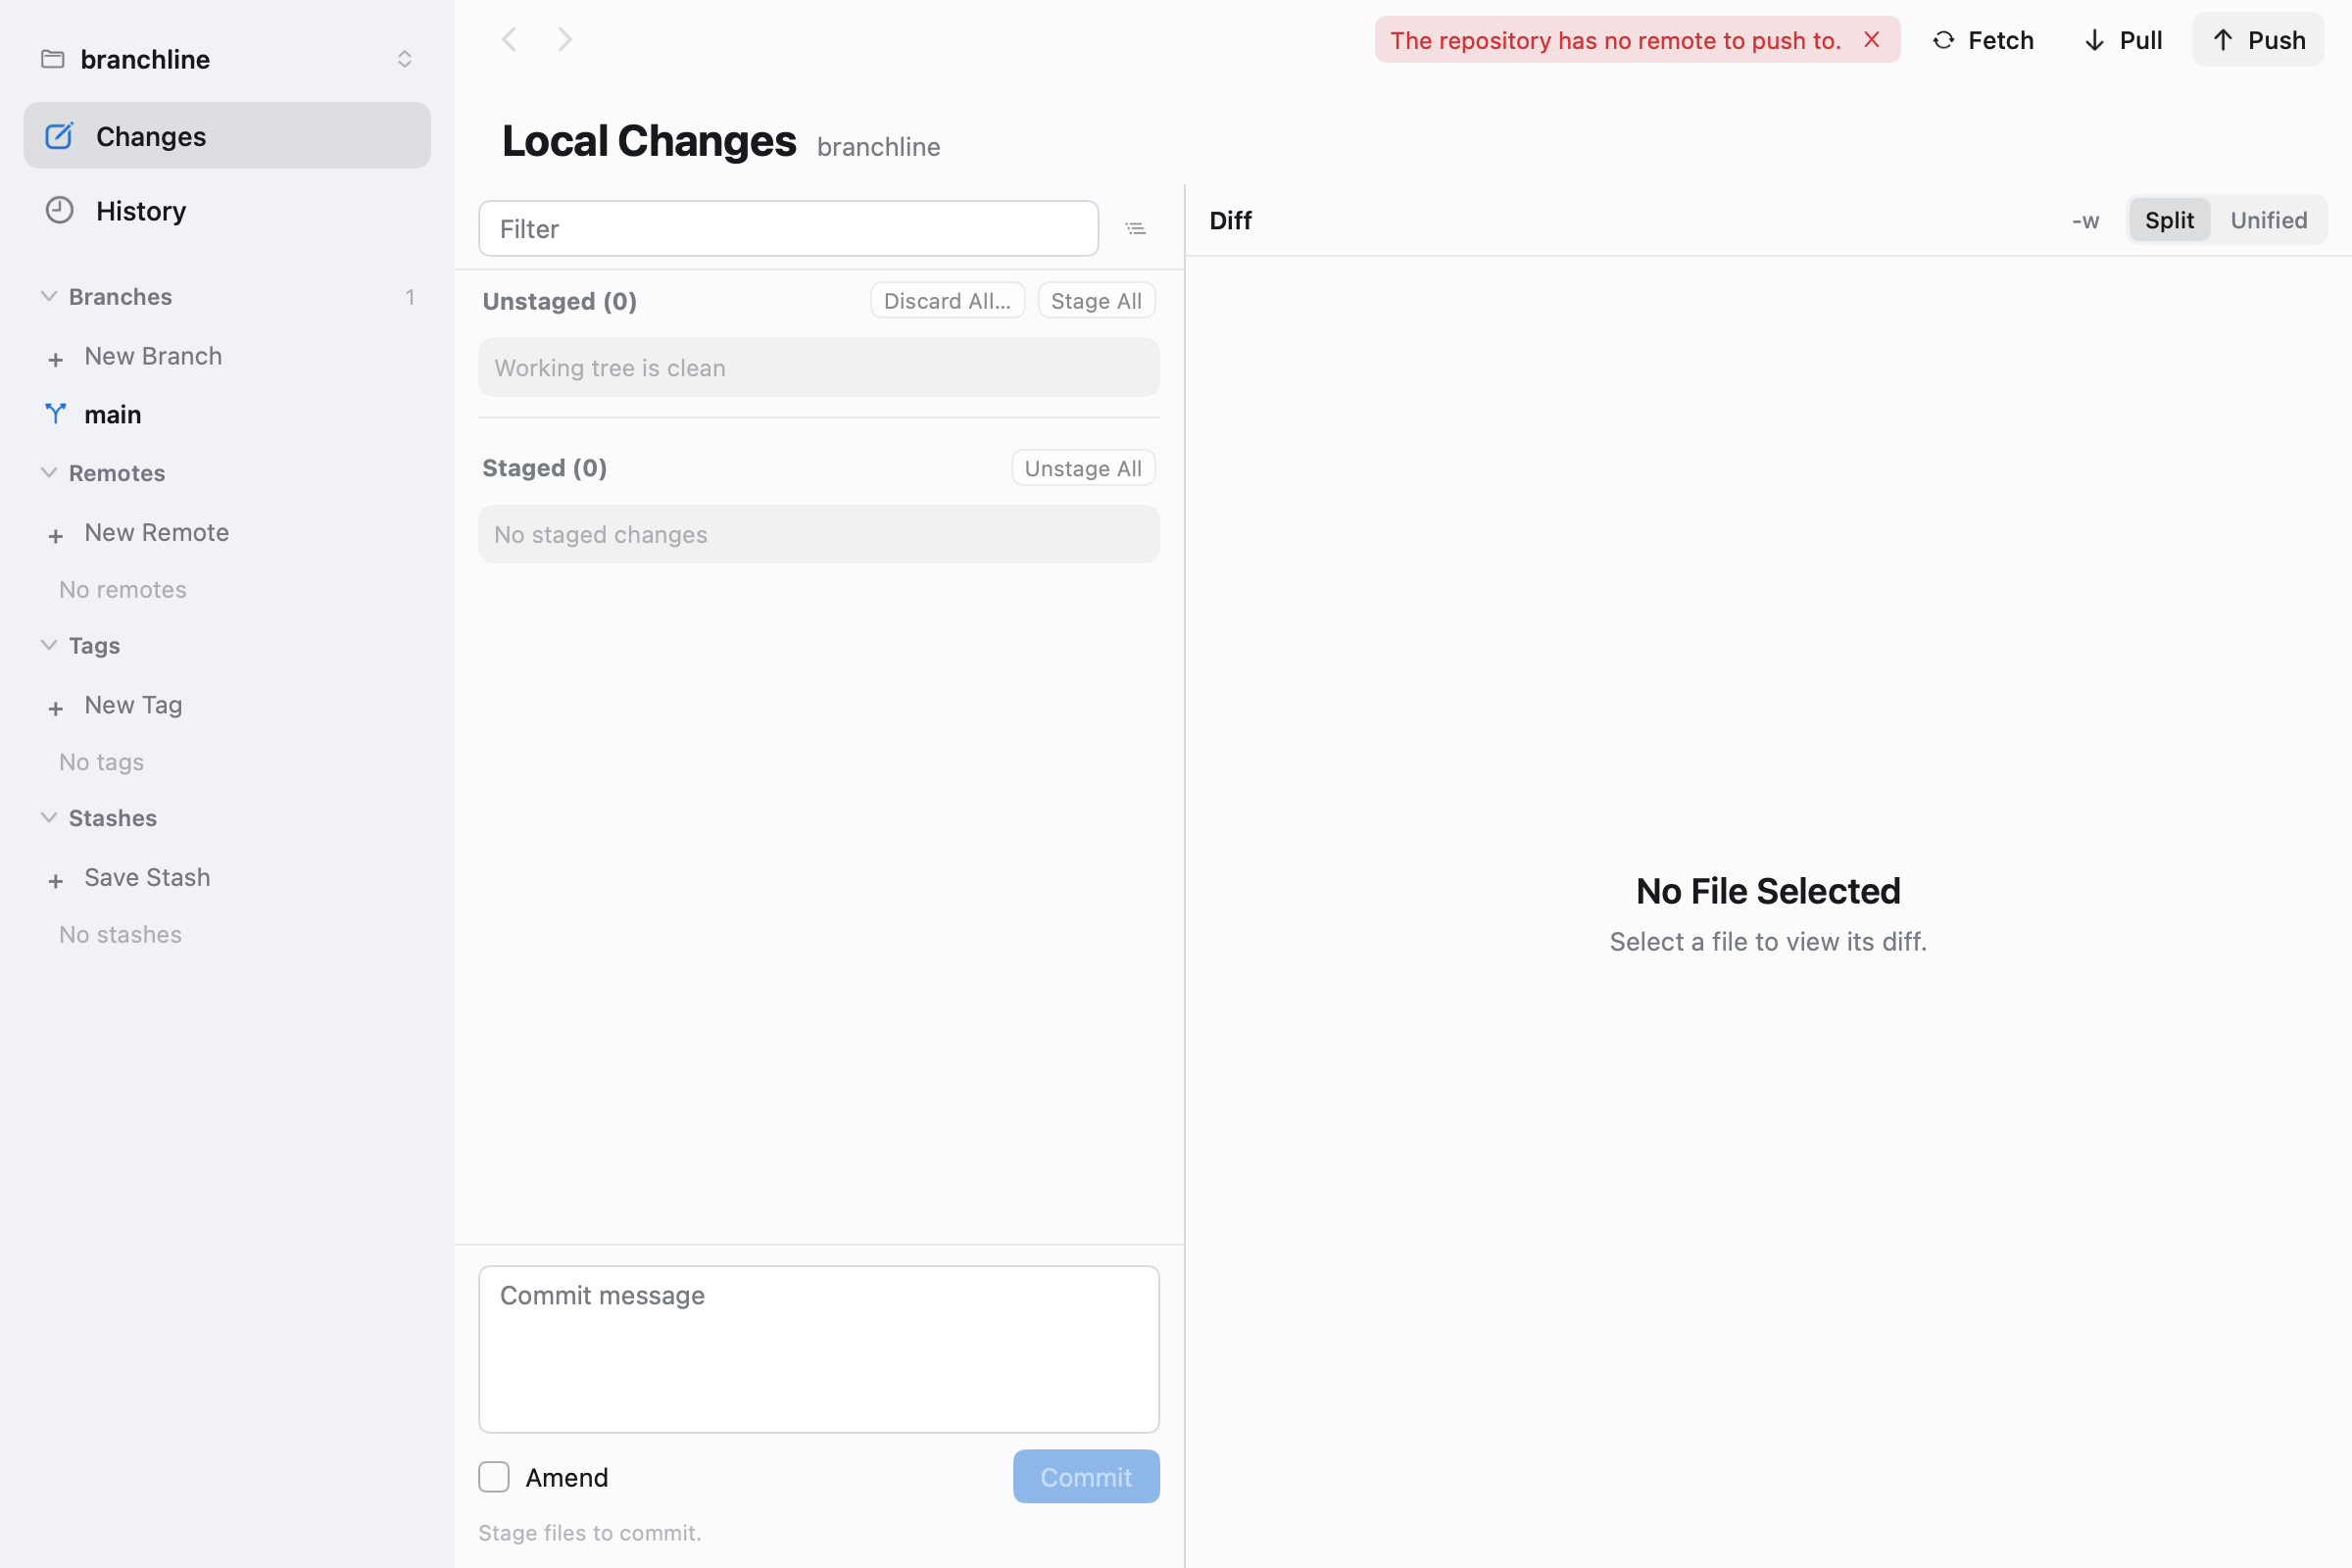 branchline
Changes
History
Branches 1
+ New Branch
main
Remotes
+ New Remote
No remotes
Tags
+ New Tag
No tags
Stashes
+ Save Stash
No stashes
The repository has no remote to push to.
Fetch
Pull
Push
Local Changes branchline
Filter
Unstaged (0)
Discard All...
Stage All
Working tree is clean
Staged (0)
Unstage All
No staged changes
Commit message
Amend
Commit
Stage files to commit.
Diff
-w
Split
Unified
No File Selected
Select a file to view its diff.